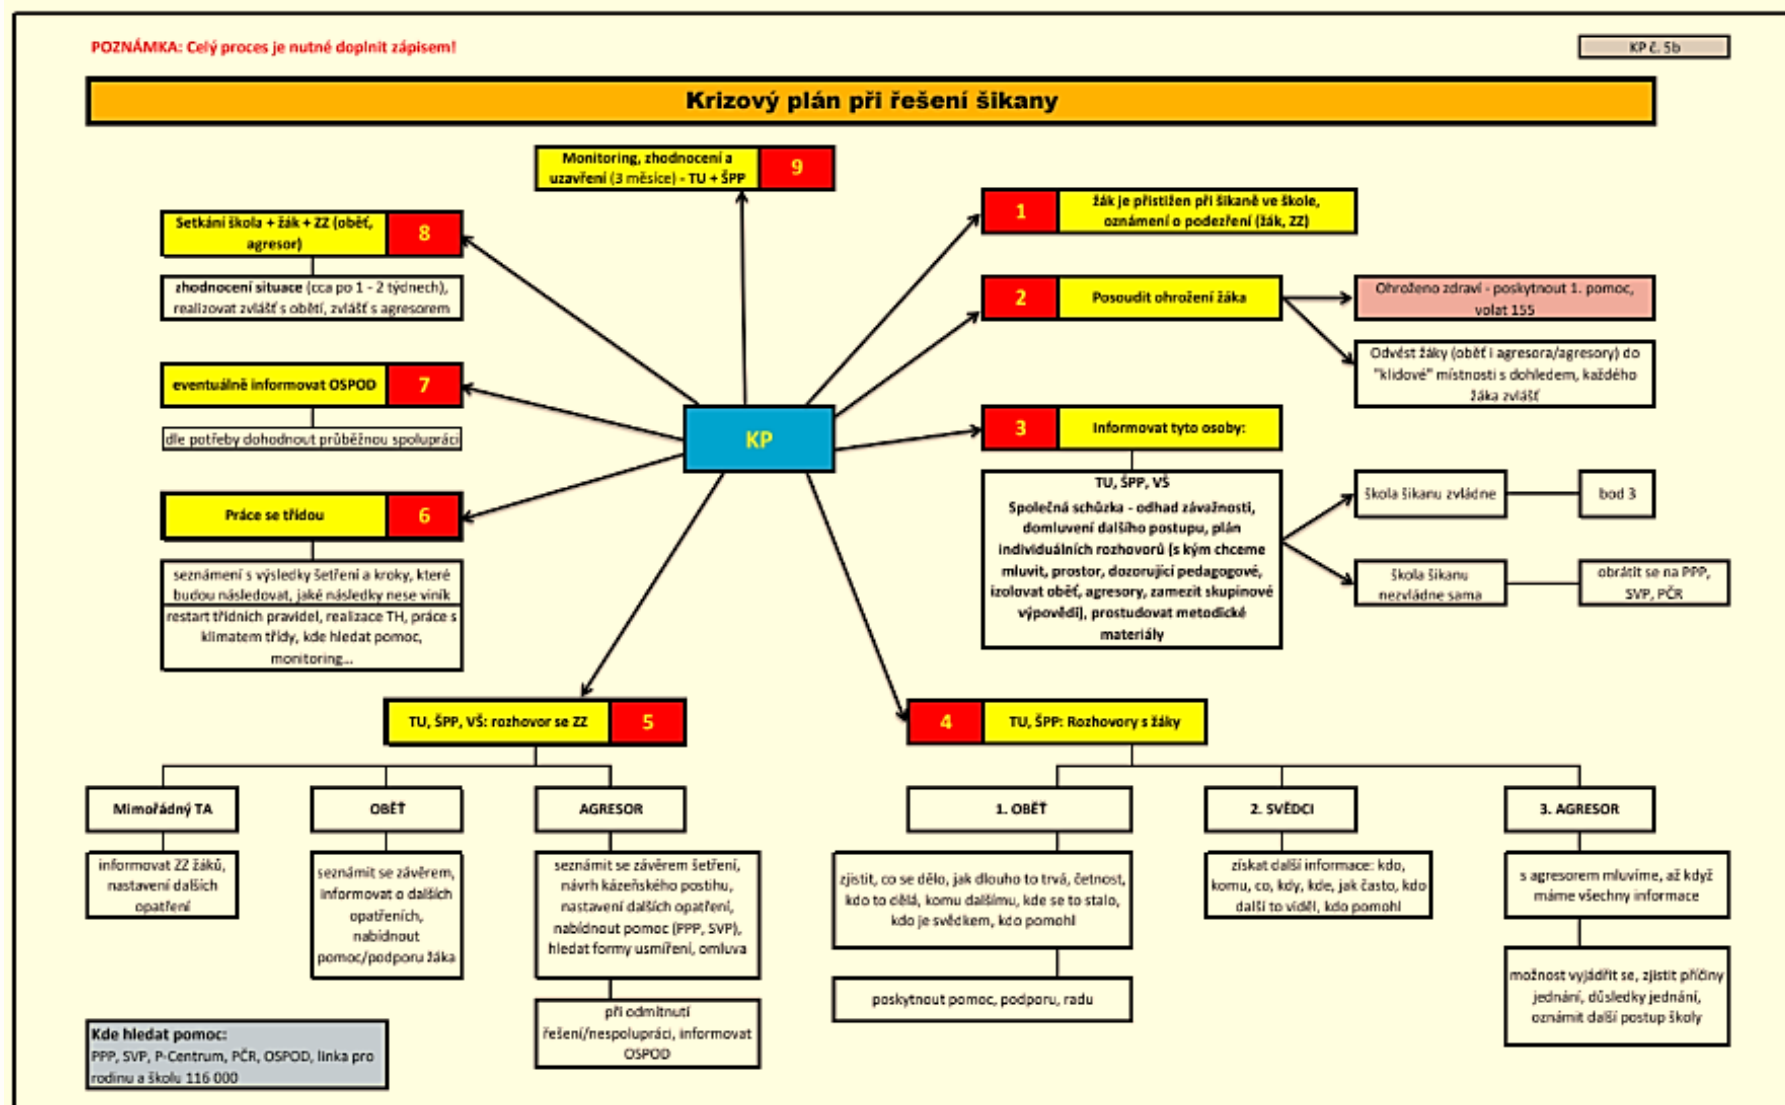 POZNÁMKA: Celý proces je nutné doplnit zápisem!
KP č. 5b
Krizový plán při řešení šikany
Monitoring, zhodnocení a
uzavření (3 měsíce) - TU + ŠPP
9
1
žák je přistižen při šikaně ve škole,
oznámení o podezření (žák, ZZ)
Setkání škola + žák + ZZ (oběť,
agresor)
8
zhodnocení situace (cca po 1 - 2 týdnech),
realizovat zvlášť s obětí, zvlášť s agresorem
2
Posoudit ohrožení žáka
Ohroženo zdraví - poskytnout 1. pomoc,
volat 155
Odvést žáky (oběť i agresora/agresory) do
"klidové" místnosti s dohledem, každého
žáka zvlášť
eventuálně informovat OSPOD
7
dle potřeby dohodnout průběžnou spolupráci
KP
3
Informovat tyto osoby:
TU, ŠPP, VŠ
Společná schůzka - odhad závažnosti,
domluvení dalšího postupu, plán
individuálních rozhovorů (s kým chceme
mluvit, prostor, dozorující pedagogové,
izolovat oběť, agresory, zamezit skupinové
výpovědi), prostudovat metodické
materiály
škola šikanu zvládne
bod 3
škola šikanu
nezvládne sama
obrátit se na PPP,
SVP, PČR
Práce se třídou
6
seznámení s výsledky šetření a kroky, které
budou následovat, jaké následky nese viník
restart třídních pravidel, realizace TH, práce s
klimatem třídy, kde hledat pomoc,
monitoring...
TU, ŠPP, VŠ: rozhovor se ZZ
5
4
TU, ŠPP: Rozhovory s žáky
Mimořádný TA
informovat ZZ žáků,
nastavení dalších
opatření
OBĚŤ
seznámit se závěrem,
informovat o dalších
opatřeních,
nabídnout
pomoc/podporu žáka
AGRESOR
seznámit se závěrem šetření,
návrh kázeňského postihu,
nastavení dalších opatření,
nabídnout pomoc (PPP, SVP),
hledat formy usmíření, omluva
při odmítnutí
řešení/nespolupráci, informovat
OSPOD
1. OBĚŤ
zjistit, co se dělo, jak dlouho to trvá, četnost,
kdo to dělá, komu dalšímu, kde se to stalo,
kdo je svědkem, kdo pomohl
poskytnout pomoc, podporu, radu
2. SVĚDCI
získat další informace: kdo,
komu, co, kdy, kde, jak často, kdo
další to viděl, kdo pomohl
3. AGRESOR
s agresorem mluvíme, až když
máme všechny informace
možnost vyjádřit se, zjistit příčiny
jednání, důsledky jednání,
oznámit další postup školy
Kde hledat pomoc:
PPP, SVP, P-Centrum, PČR, OSPOD, linka pro
rodinu a školu 116 000